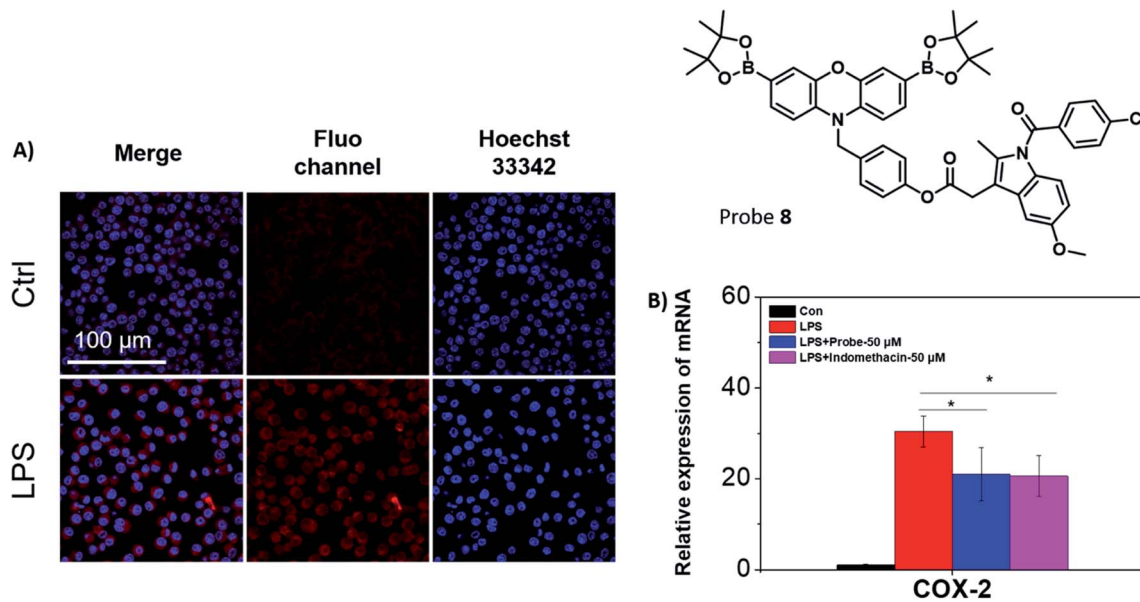 A)
Merge
Fluo
channel
Hoechst
33342
Ctrl
100 µm
LPS
O
O
B
O
B
O
O
N
O
O
O
N
O
Probe 8
B)
60
40
20
0
Relative expression of mRNA
Con
LPS
LPS+Probe-50 µM
LPS+Indomethacin-50 µM
*
*
COX-2